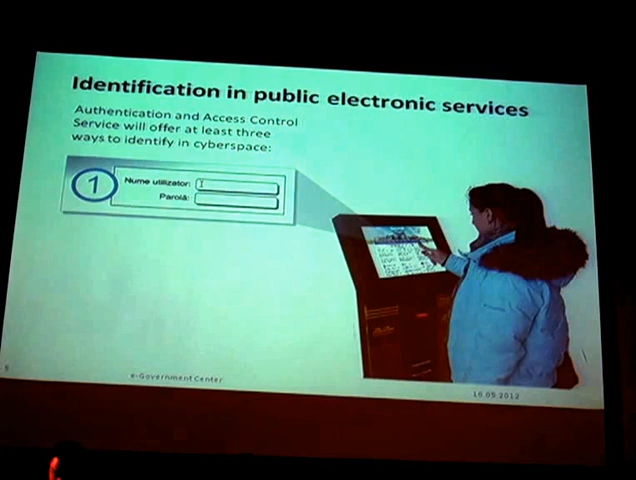 Identification in public electronic services
Authentication and Access Control
Service will offer at least three
ways to identify in cyberspace:
1
Nume utilizator:
Parolă:
e-Government Center
16.05.2012